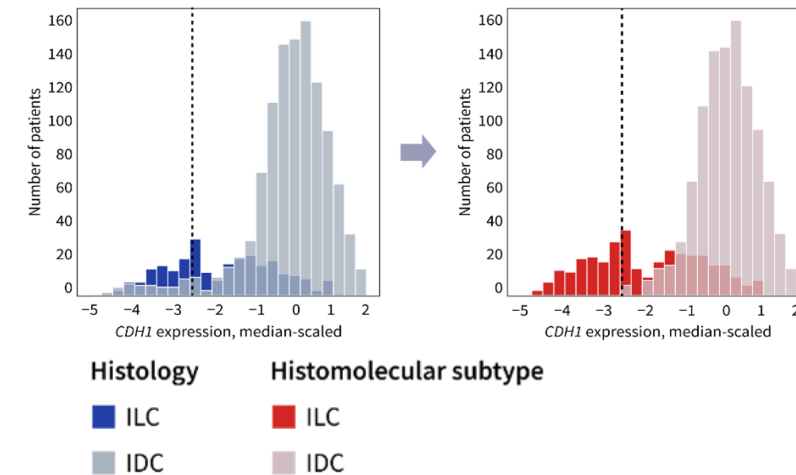 160
140
120
100
80
60
40
20
0
Number of patients
−5 −4 −3 −2 −1 0 1 2
CDH1 expression, median-scaled
160
140
120
100
80
60
40
20
0
Number of patients
−5 −4 −3 −2 −1 0 1 2
CDH1 expression, median-scaled
Histology
ILC
IDC
Histomolecular subtype
ILC
IDC